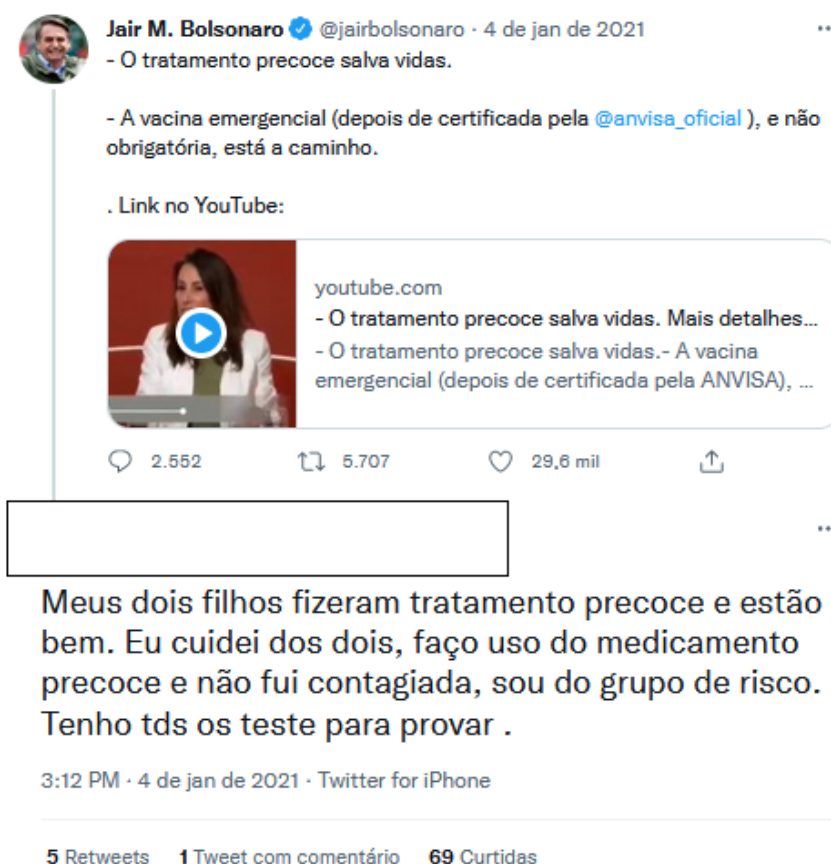 Jair M. Bolsonaro @jairbolsonaro · 4 de jan de 2021
- O tratamento precoce salva vidas.
- A vacina emergencial (depois de certificada pela @anvisa_oficial ), e não
obrigatória, está a caminho.
. Link no YouTube:
youtube.com
- O tratamento precoce salva vidas. Mais detalhes...
- O tratamento precoce salva vidas.- A vacina
emergencial (depois de certificada pela ANVISA), ...
2.552 5.707 29,6 mil
Meus dois filhos fizeram tratamento precoce e estão
bem. Eu cuidei dos dois, faço uso do medicamento
precoce e não fui contagiada, sou do grupo de risco.
Tenho tds os teste para provar .
3:12 PM · 4 de jan de 2021 · Twitter for iPhone
5 Retweets 1 Tweet com comentário 69 Curtidas